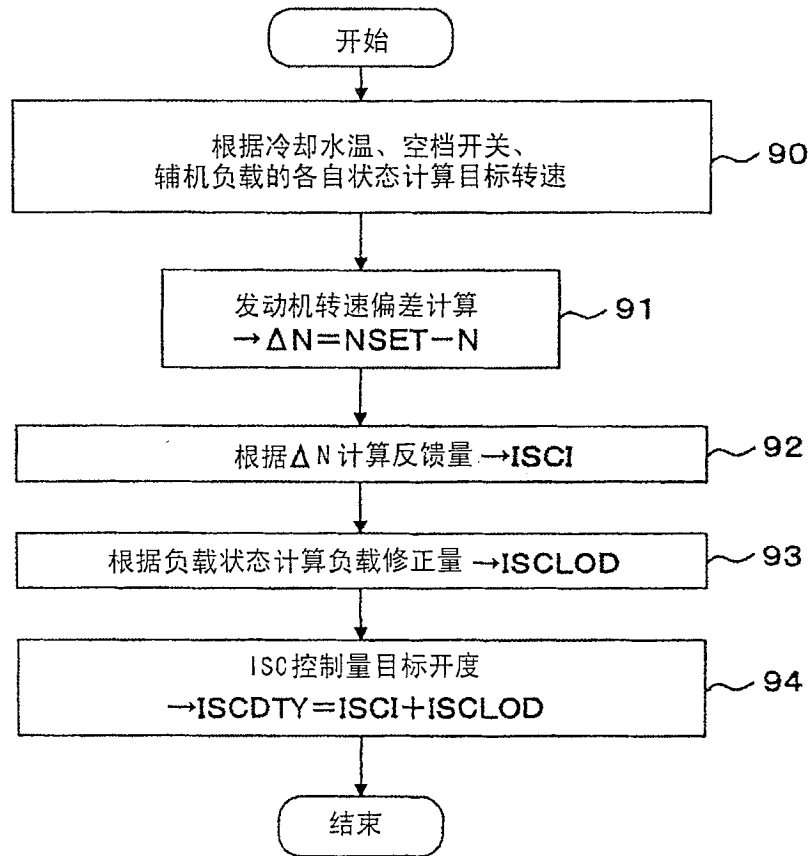 开始
根据冷却水温、空档开关、
辅机负载的各自状态计算目标转速
90
发动机转速偏差计算
→ΔN=NSET−N
91
根据ΔN计算反馈量→ISCI
92
根据负载状态计算负载修正量→ISCLOD
93
ISC控制量目标开度
→ISCDTY=ISCI+ISCLOD
94
结束